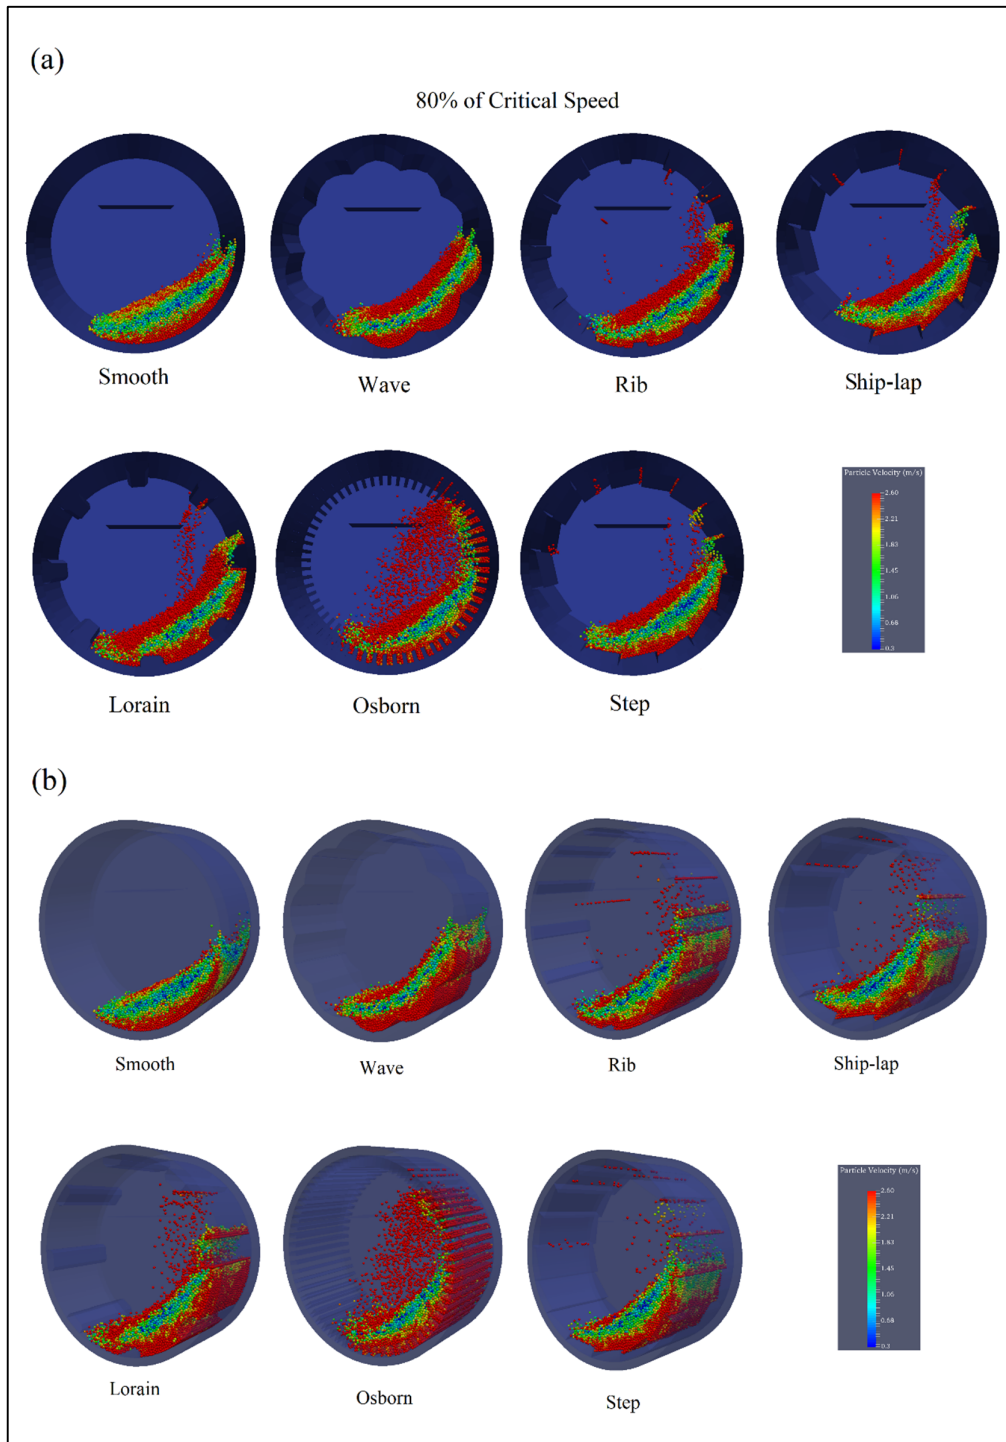 (a)
80% of Critical Speed
Smooth
Wave
Rib
Ship-lap
Particle Velocity (m/s)
2.60
2.21
1.83
1.45
1.06
0.68
0.3
Lorain
Osborn
Step
(b)
Smooth
Wave
Rib
Ship-lap
Particle Velocity (m/s)
2.60
2.21
1.83
1.45
1.06
0.68
0.3
Lorain
Osborn
Step